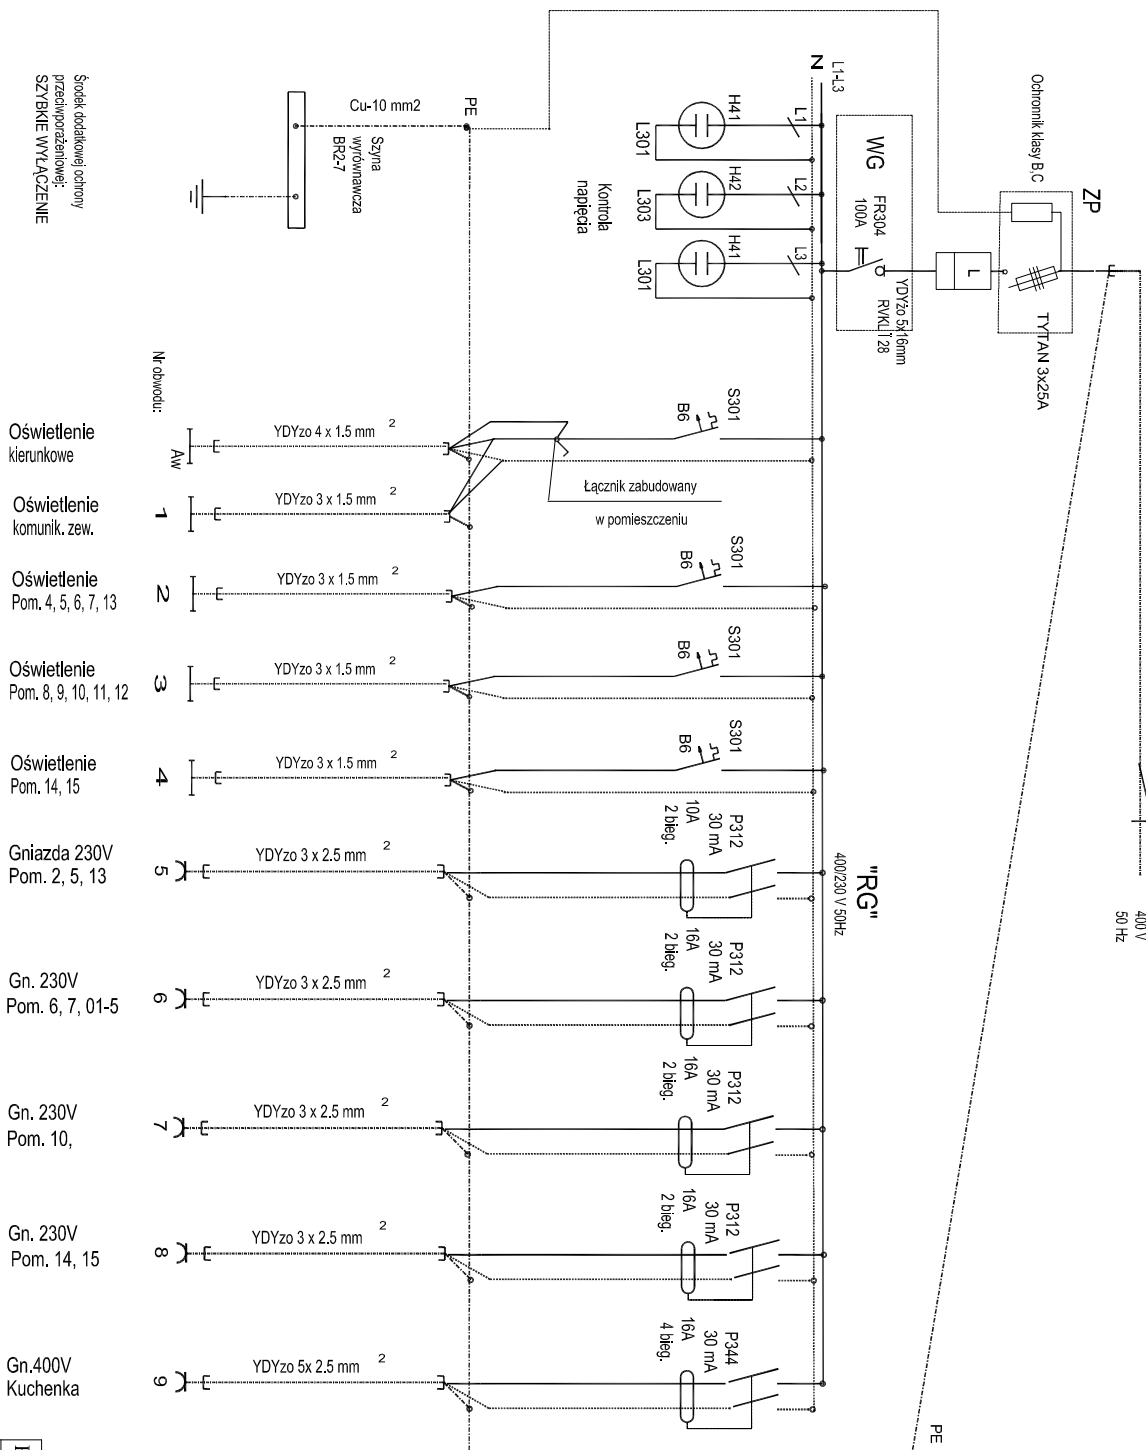 L1-L3
N
ZP
Ochronnik klasy B,C
TYTAN 3x25A
WG
FR304
100A
YDYżo 5x16mm
RVKLT 28
L
L1
H41
L301
L2
H42
L303
L3
H41
L301
Kontrola
napięcia
PE
Cu-10 mm2
Szyna
wyrównawcza
BR2-7
Środek dodatkowej ochrony
przeciwporażeniowej:
SZYBKIE WYŁĄCZENIE
400 V
50 Hz
"RG"
400/230 V 50Hz
PE
Nr obwodu:
Oświetlenie
kierunkowe
Aw
YDYzo 4 x 1.5 mm 2
B6
S301
Łącznik zabudowany
w pomieszczeniu
Oświetlenie
komunik. zew.
1
YDYzo 3 x 1.5 mm 2
Oświetlenie
Pom. 4, 5, 6, 7, 13
2
YDYzo 3 x 1.5 mm 2
B6
S301
Oświetlenie
Pom. 8, 9, 10, 11, 12
3
YDYzo 3 x 1.5 mm 2
B6
S301
Oświetlenie
Pom. 14, 15
4
YDYzo 3 x 1.5 mm 2
B6
S301
Gniazda 230V
Pom. 2, 5, 13
5
YDYzo 3 x 2.5 mm 2
P312
30 mA
10A
2 bieg.
Gn. 230V
Pom. 6, 7, 01-5
6
YDYzo 3 x 2.5 mm 2
P312
30 mA
16A
2 bieg.
Gn. 230V
Pom. 10,
7
YDYzo 3 x 2.5 mm 2
P312
30 mA
16A
2 bieg.
Gn. 230V
Pom. 14, 15
8
YDYzo 3 x 2.5 mm 2
P312
30 mA
16A
2 bieg.
Gn.400V
Kuchenka
9
YDYzo 5x 2.5 mm 2
P344
30 mA
16A
4 bieg.